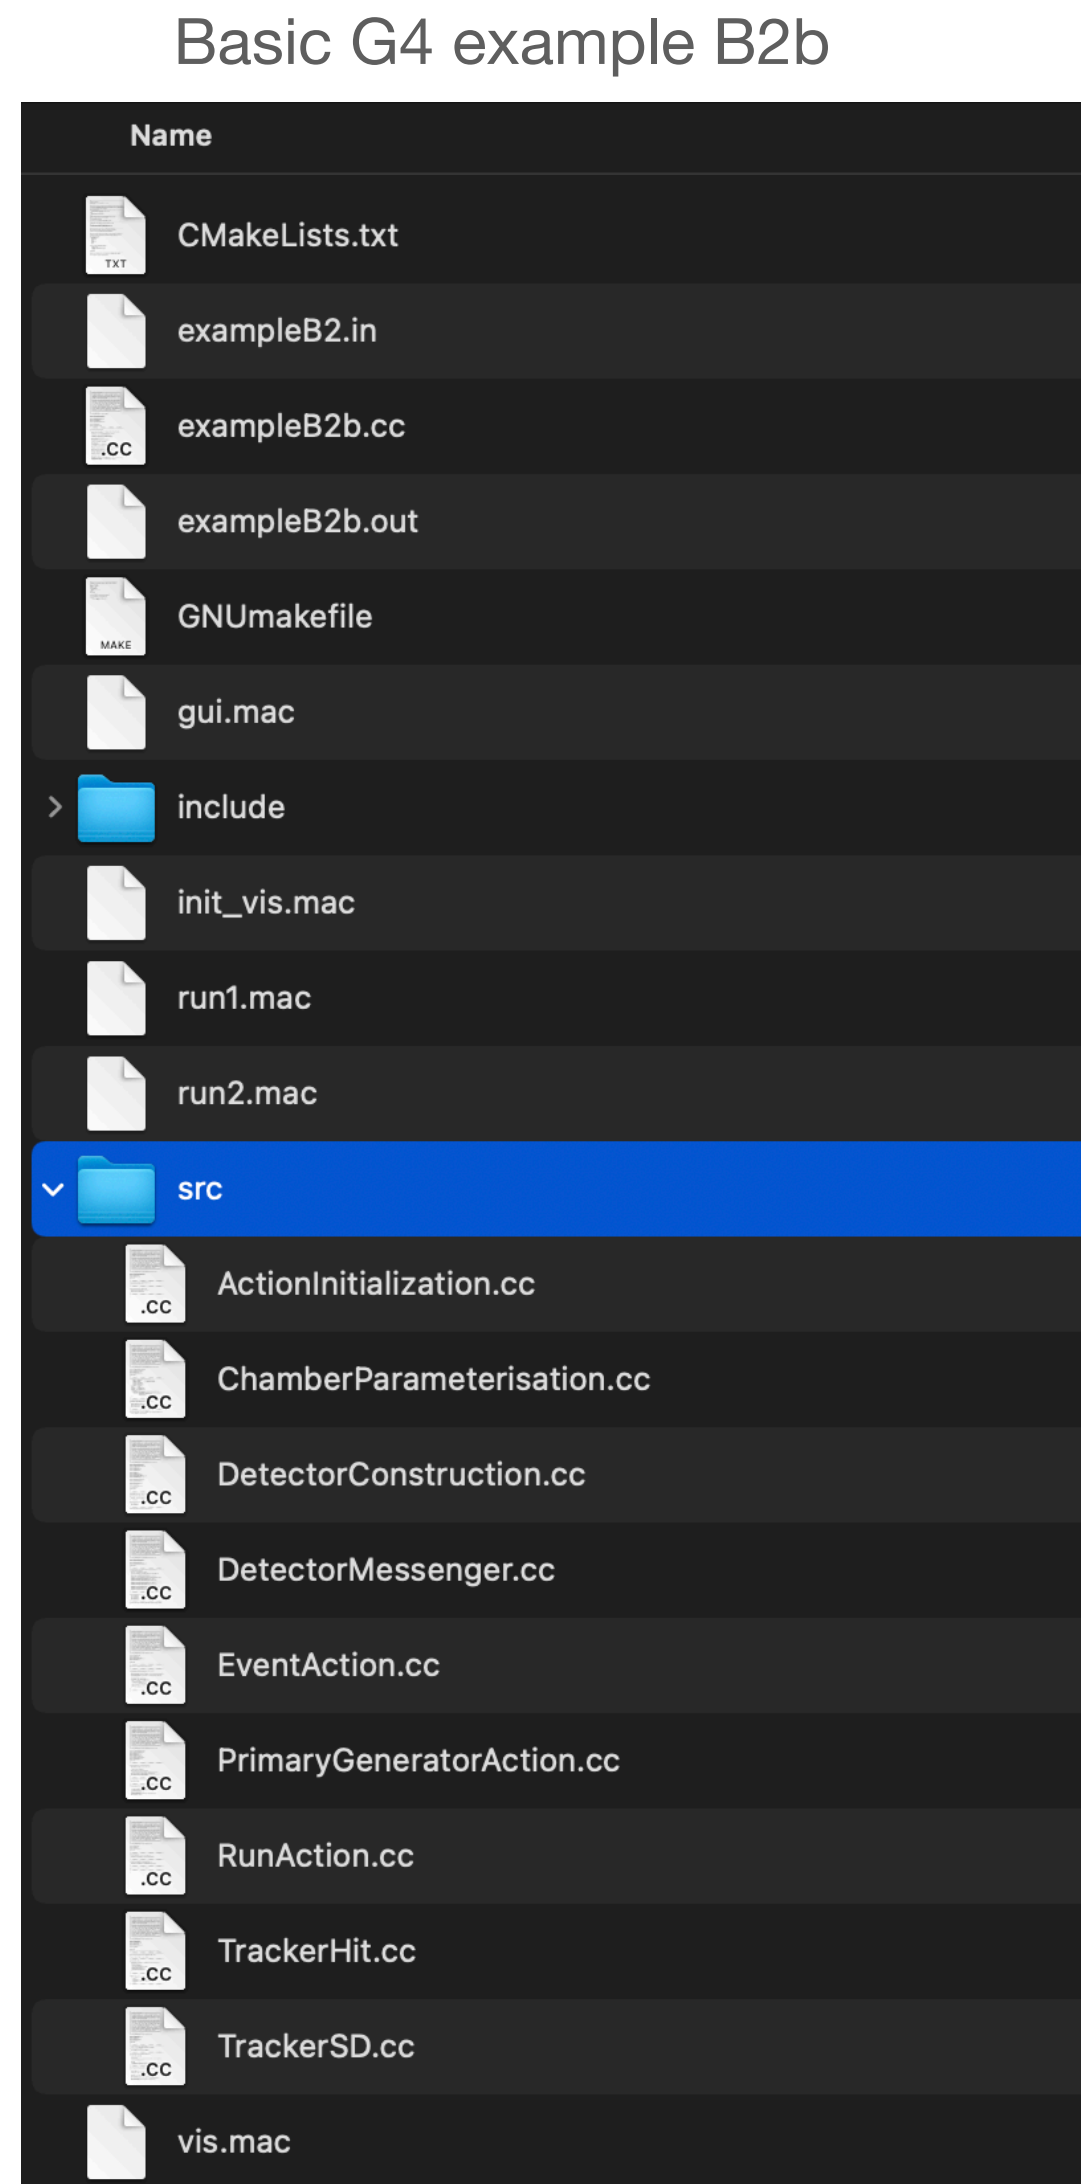 Basic G4 example B2b
Name
TXT
CMakeLists.txt
exampleB2.in
.CC
exampleB2b.cc
exampleB2b.out
MAKE
GNUmakefile
gui.mac
include
init_vis.mac
run1.mac
run2.mac
src
.CC
ActionInitialization.cc
.CC
ChamberParameterisation.cc
.CC
DetectorConstruction.cc
.CC
DetectorMessenger.cc
.CC
EventAction.cc
.CC
PrimaryGeneratorAction.cc
.CC
RunAction.cc
.CC
TrackerHit.cc
.CC
TrackerSD.cc
vis.mac